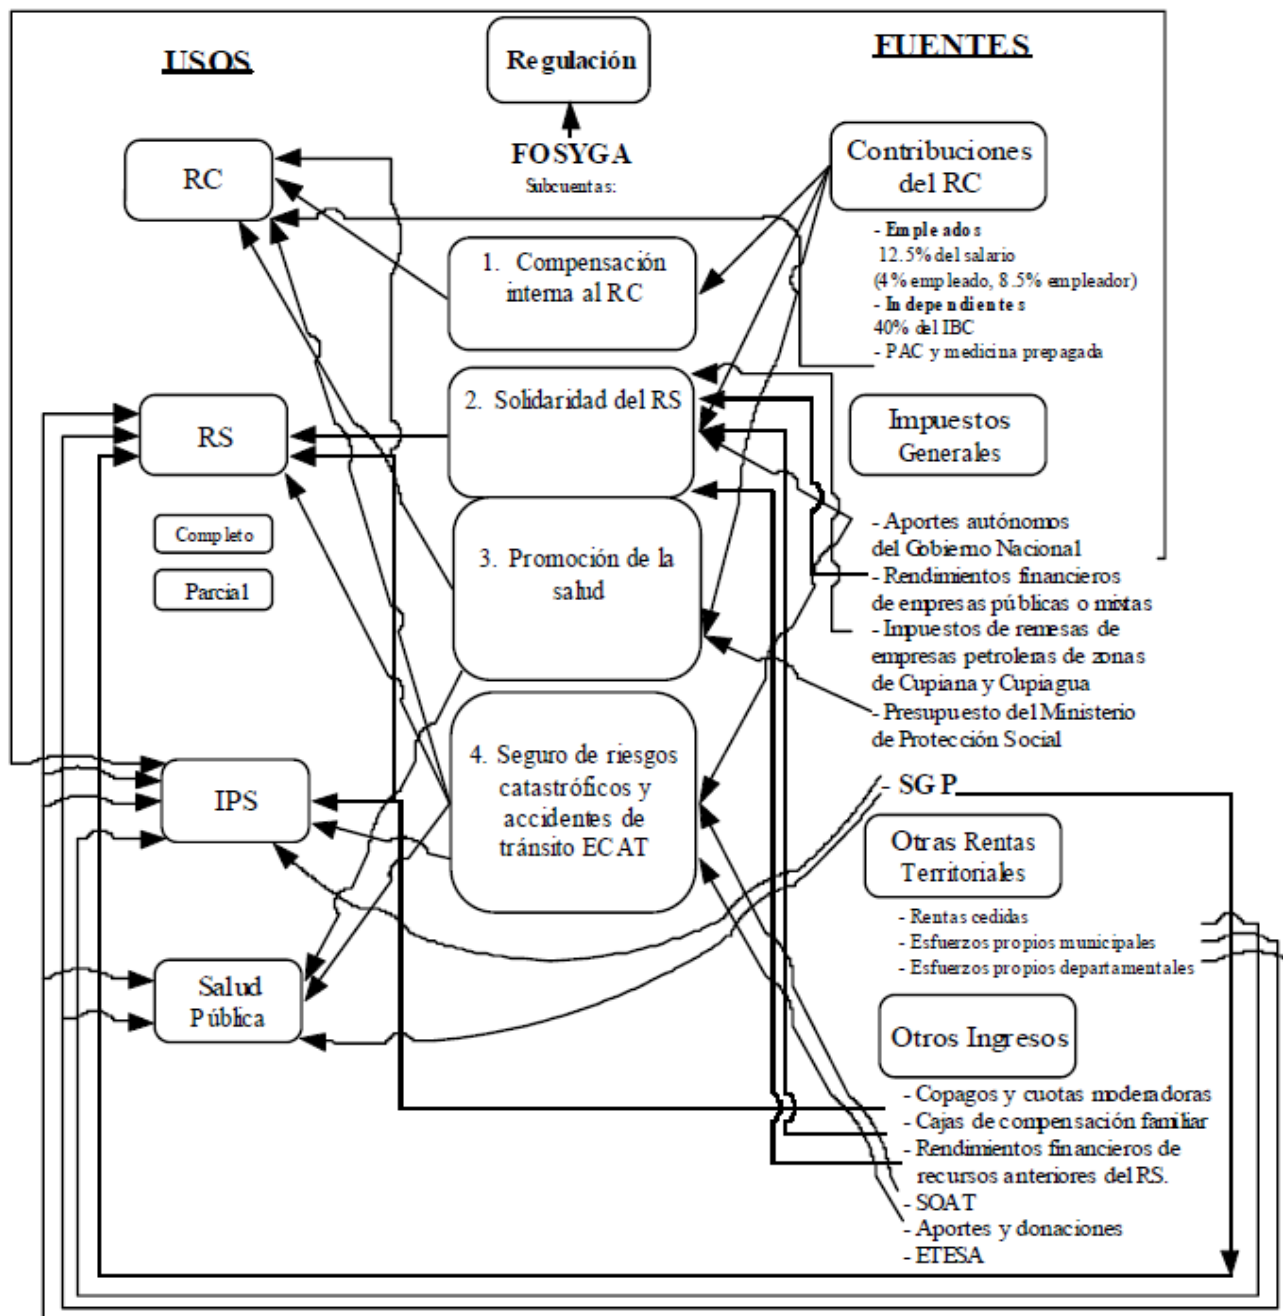 USOS
Regulación
FUENTES
FOSYGA
Subcuentas:
RC
Contribuciones
del RC
- Empleados
12.5% del salario
(4% empleado, 8.5% empleador)
- Independientes
40% del IBC
- PAC y medicina prepagada
1. Compensación
interna al RC
2. Solidaridad del RS
RS
Completo
Parcial
Impuestos
Generales
- Aportes autónomos
del Gobierno Nacional
- Rendimientos financieros
de empresas públicas o mixtas
- Impuestos de remesas de
empresas petroleras de zonas
de Cupiana y Cupiagua
- Presupuesto del Ministerio
de Protección Social
- SGP
3. Promoción de la
salud
4. Seguro de riesgos
catastróficos y
accidentes de
tránsito ECAT
IPS
Otras Rentas
Territoriales
- Rentas cedidas
- Esfuerzos propios municipales
- Esfuerzos propios departamentales
Salud
Pública
Otros Ingresos
- Copagos y cuotas moderadoras
- Cajas de compensación familiar
- Rendimientos financieros de
recursos anteriores del RS.
- SOAT
- Aportes y donaciones
- ETESA